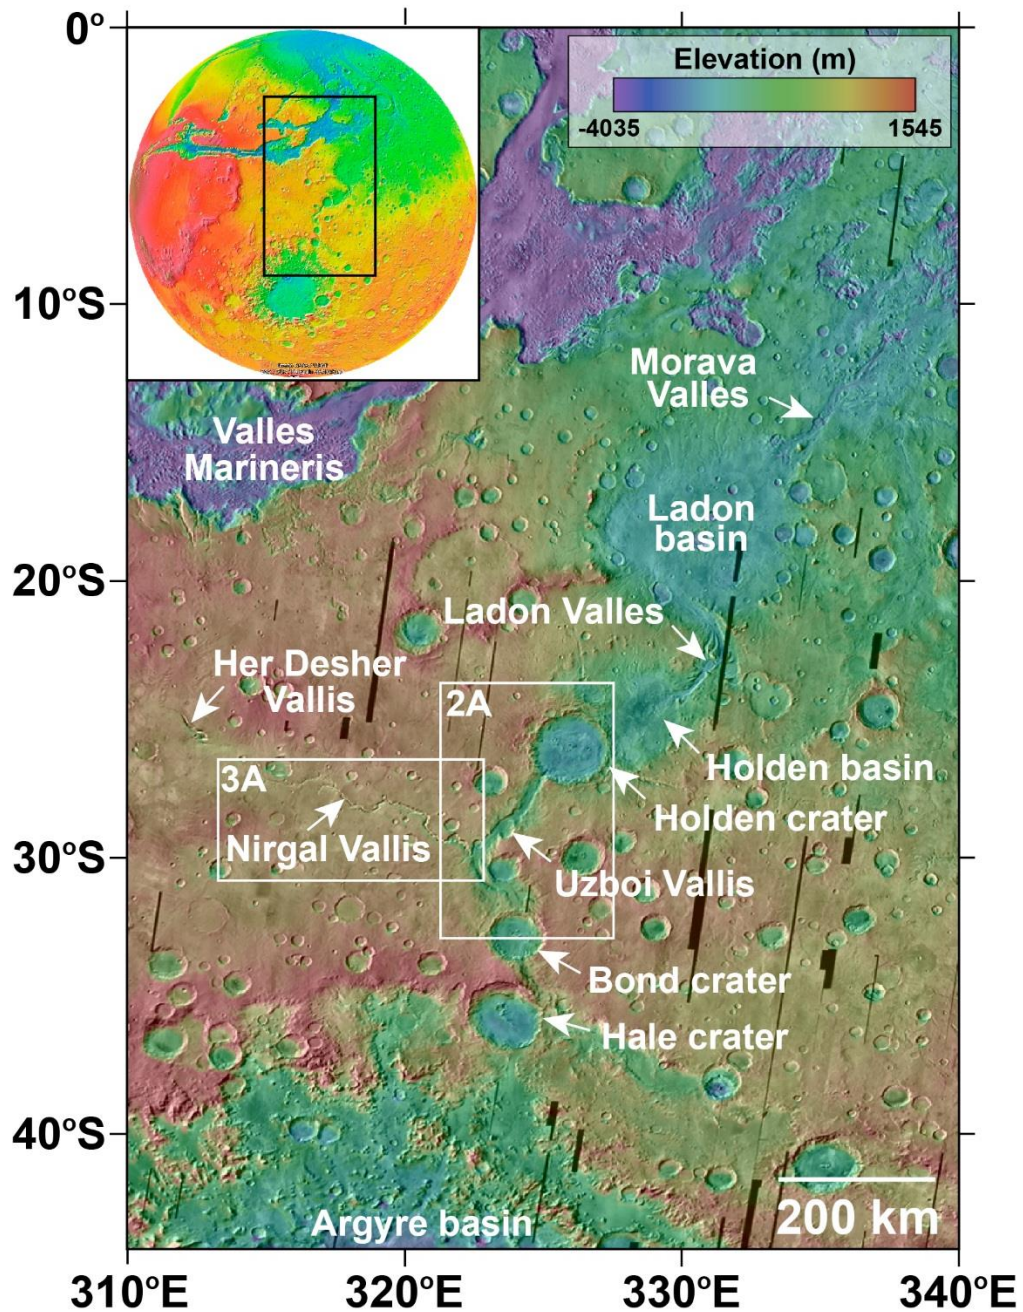 0°
Elevation (m)
-4035
1545
10°S
Morava
Valles
Valles
Marineris
Ladon
basin
20°S
Ladon Valles
Her Desher
Vallis
2A
Holden basin
3A
Holden crater
Nirgal Vallis
30°S
Uzboi Vallis
Bond crater
Hale crater
40°S
200 km
Argyre basin
310°E
320°E
330°E
340°E